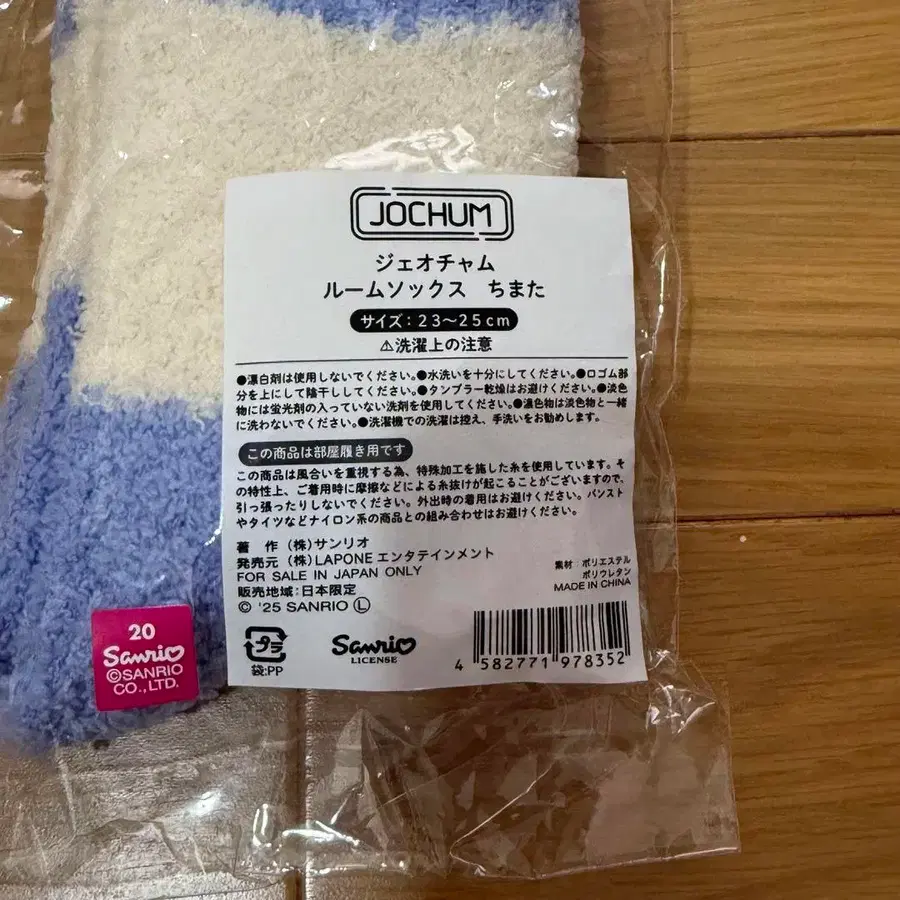 JOCHUM
ジェオチャム
ルームソックス ちまた
サイズ：23～25cm
⚠洗濯上の注意
●漂白剤は使用しないでください。●水洗いを十分にしてください。●口ゴム部
分を上にして陰干ししてください。●タンブラー乾燥はお避けください。●淡色
物には蛍光剤の入っていない洗剤を使用してください。●濃色物は淡色物と一緒
に洗わないでください。●洗濯機での洗濯は控え、手洗いをお勧めします。
この商品は部屋履き用です
この商品は風合いを重視する為、特殊加工を施した糸を使用しています。そ
の特性上、ご着用時に摩擦などによる糸抜けが起こることがございますので、
引っ張ったりしないでください。外出時の着用はお避けください。パンスト
やタイツなどナイロン系の商品との組み合わせはお避けください。
著 作 （株）サンリオ
発売元 （株）LAPONE エンタテインメント
FOR SALE IN JAPAN ONLY
販売地域：日本限定
© '25 SANRIO Ⓛ
素材：ポリエステル
ポリウレタン
MADE IN CHINA
プラ
袋:PP
Sanrio
LICENSE
4 582771 978352
20
Sanrio
©SANRIO
CO., LTD.